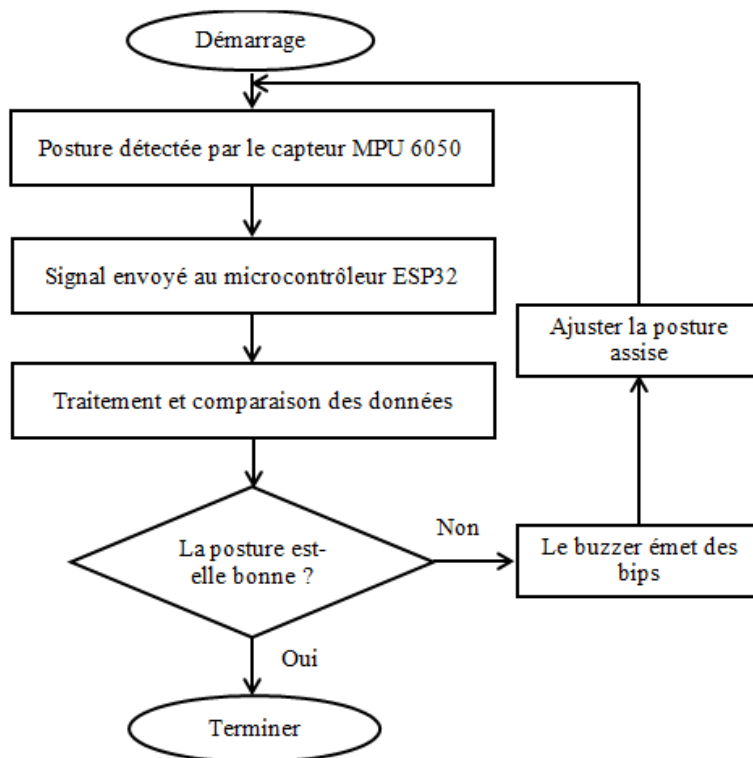 Démarrage
Posture détectée par le capteur MPU 6050
Signal envoyé au microcontrôleur ESP32
Traitement et comparaison des données
La posture est-
elle bonne ?
Non
Le buzzer émet des
bips
Ajuster la posture
assise
Oui
Terminer